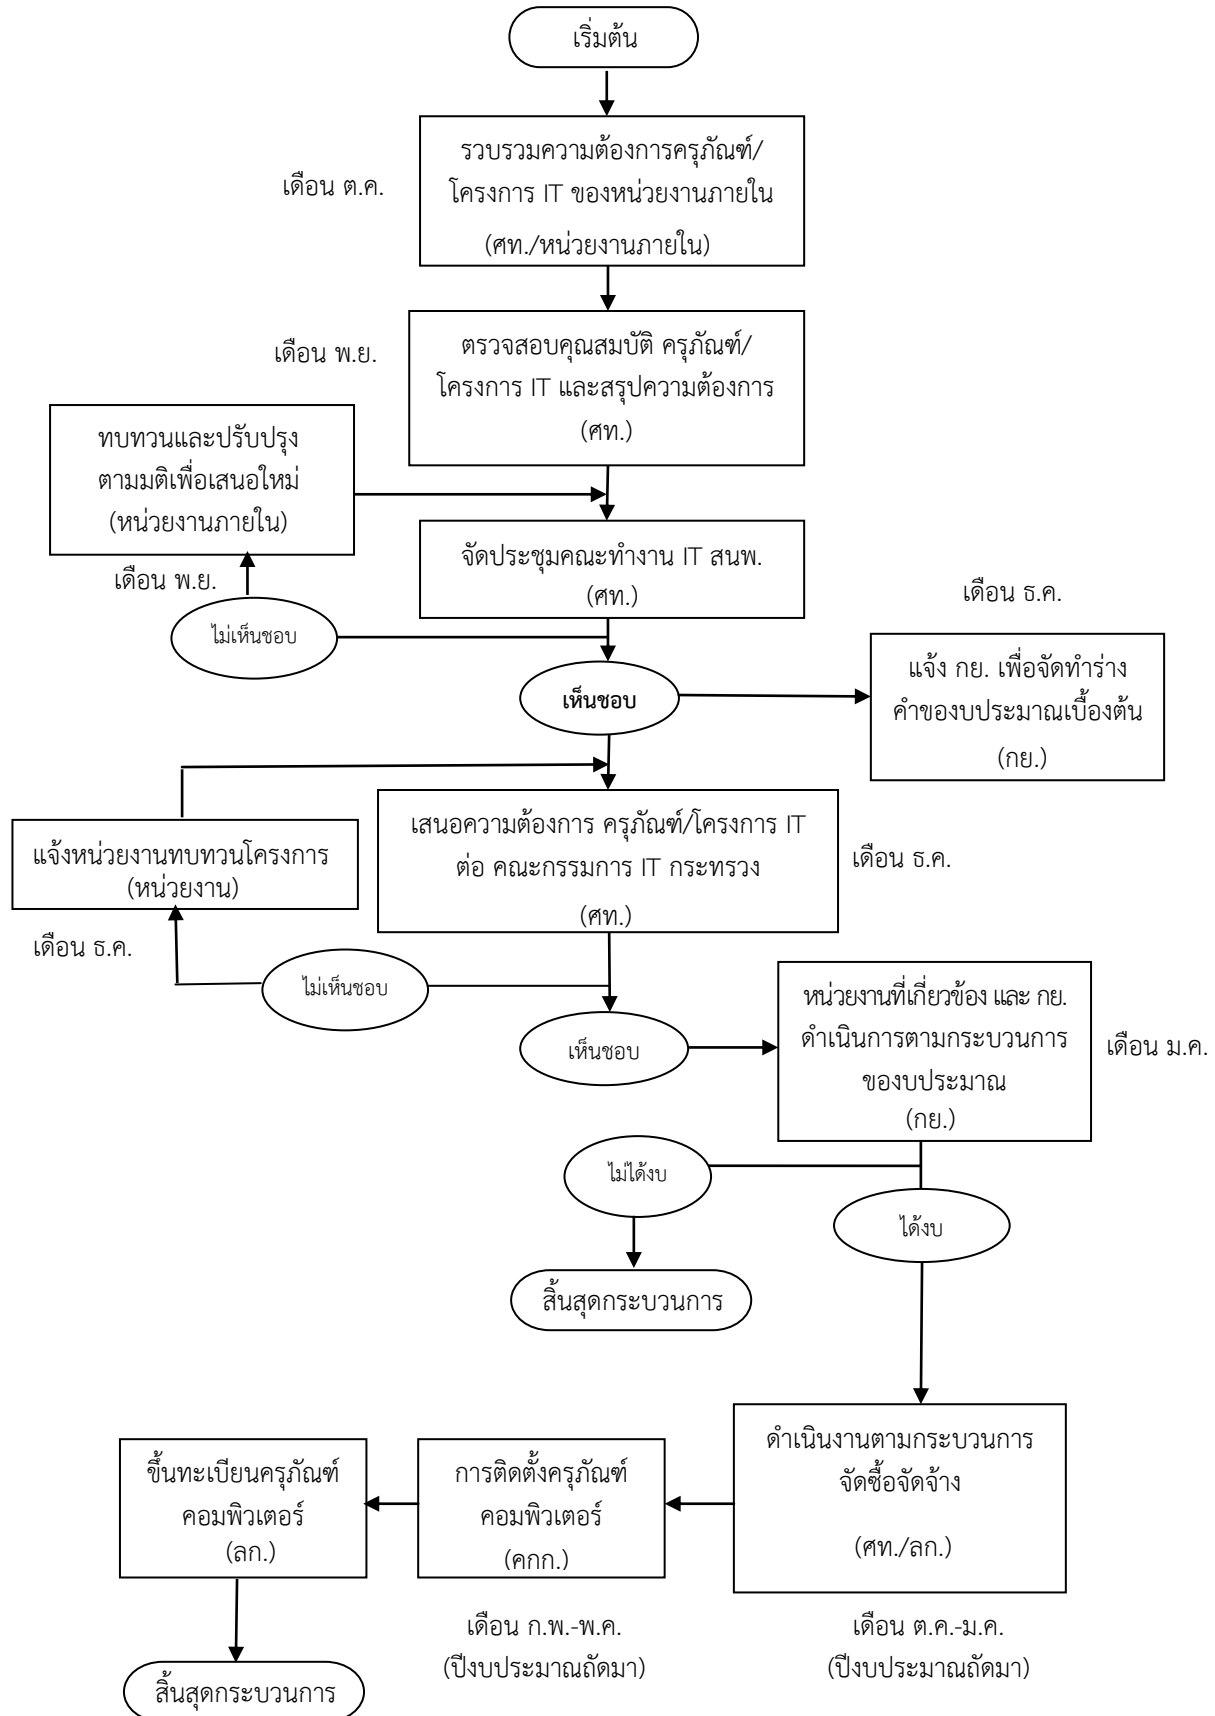 เริ่มต้น
เดือน ต.ค.
รวบรวมความต้องการครุภัณฑ์/
โครงการ IT ของหน่วยงานภายใน
(ศท./หน่วยงานภายใน)
เดือน พ.ย.
ตรวจสอบคุณสมบัติ ครุภัณฑ์/
โครงการ IT และสรุปความต้องการ
(ศท.)
ทบทวนและปรับปรุง
ตามมติเพื่อเสนอใหม่
(หน่วยงานภายใน)
เดือน พ.ย.
จัดประชุมคณะทำงาน IT สนพ.
(ศท.)
ไม่เห็นชอบ
เห็นชอบ
เดือน ธ.ค.
แจ้ง กย. เพื่อจัดทำร่าง
คำของบประมาณเบื้องต้น
(กย.)
เสนอความต้องการ ครุภัณฑ์/โครงการ IT
ต่อ คณะกรรมการ IT กระทรวง
(ศท.)
เดือน ธ.ค.
แจ้งหน่วยงานทบทวนโครงการ
(หน่วยงาน)
เดือน ธ.ค.
ไม่เห็นชอบ
เห็นชอบ
หน่วยงานที่เกี่ยวข้อง และ กย.
ดำเนินการตามกระบวนการ
ของบประมาณ
(กย.)
เดือน ม.ค.
ไม่ได้งบ
ได้งบ
สิ้นสุดกระบวนการ
ดำเนินงานตามกระบวนการ
จัดซื้อจัดจ้าง
(ศท./ลก.)
เดือน ต.ค.-ม.ค.
(ปีงบประมาณถัดมา)
การติดตั้งครุภัณฑ์
คอมพิวเตอร์
(คกก.)
เดือน ก.พ.-พ.ค.
(ปีงบประมาณถัดมา)
ขึ้นทะเบียนครุภัณฑ์
คอมพิวเตอร์
(ลก.)
สิ้นสุดกระบวนการ